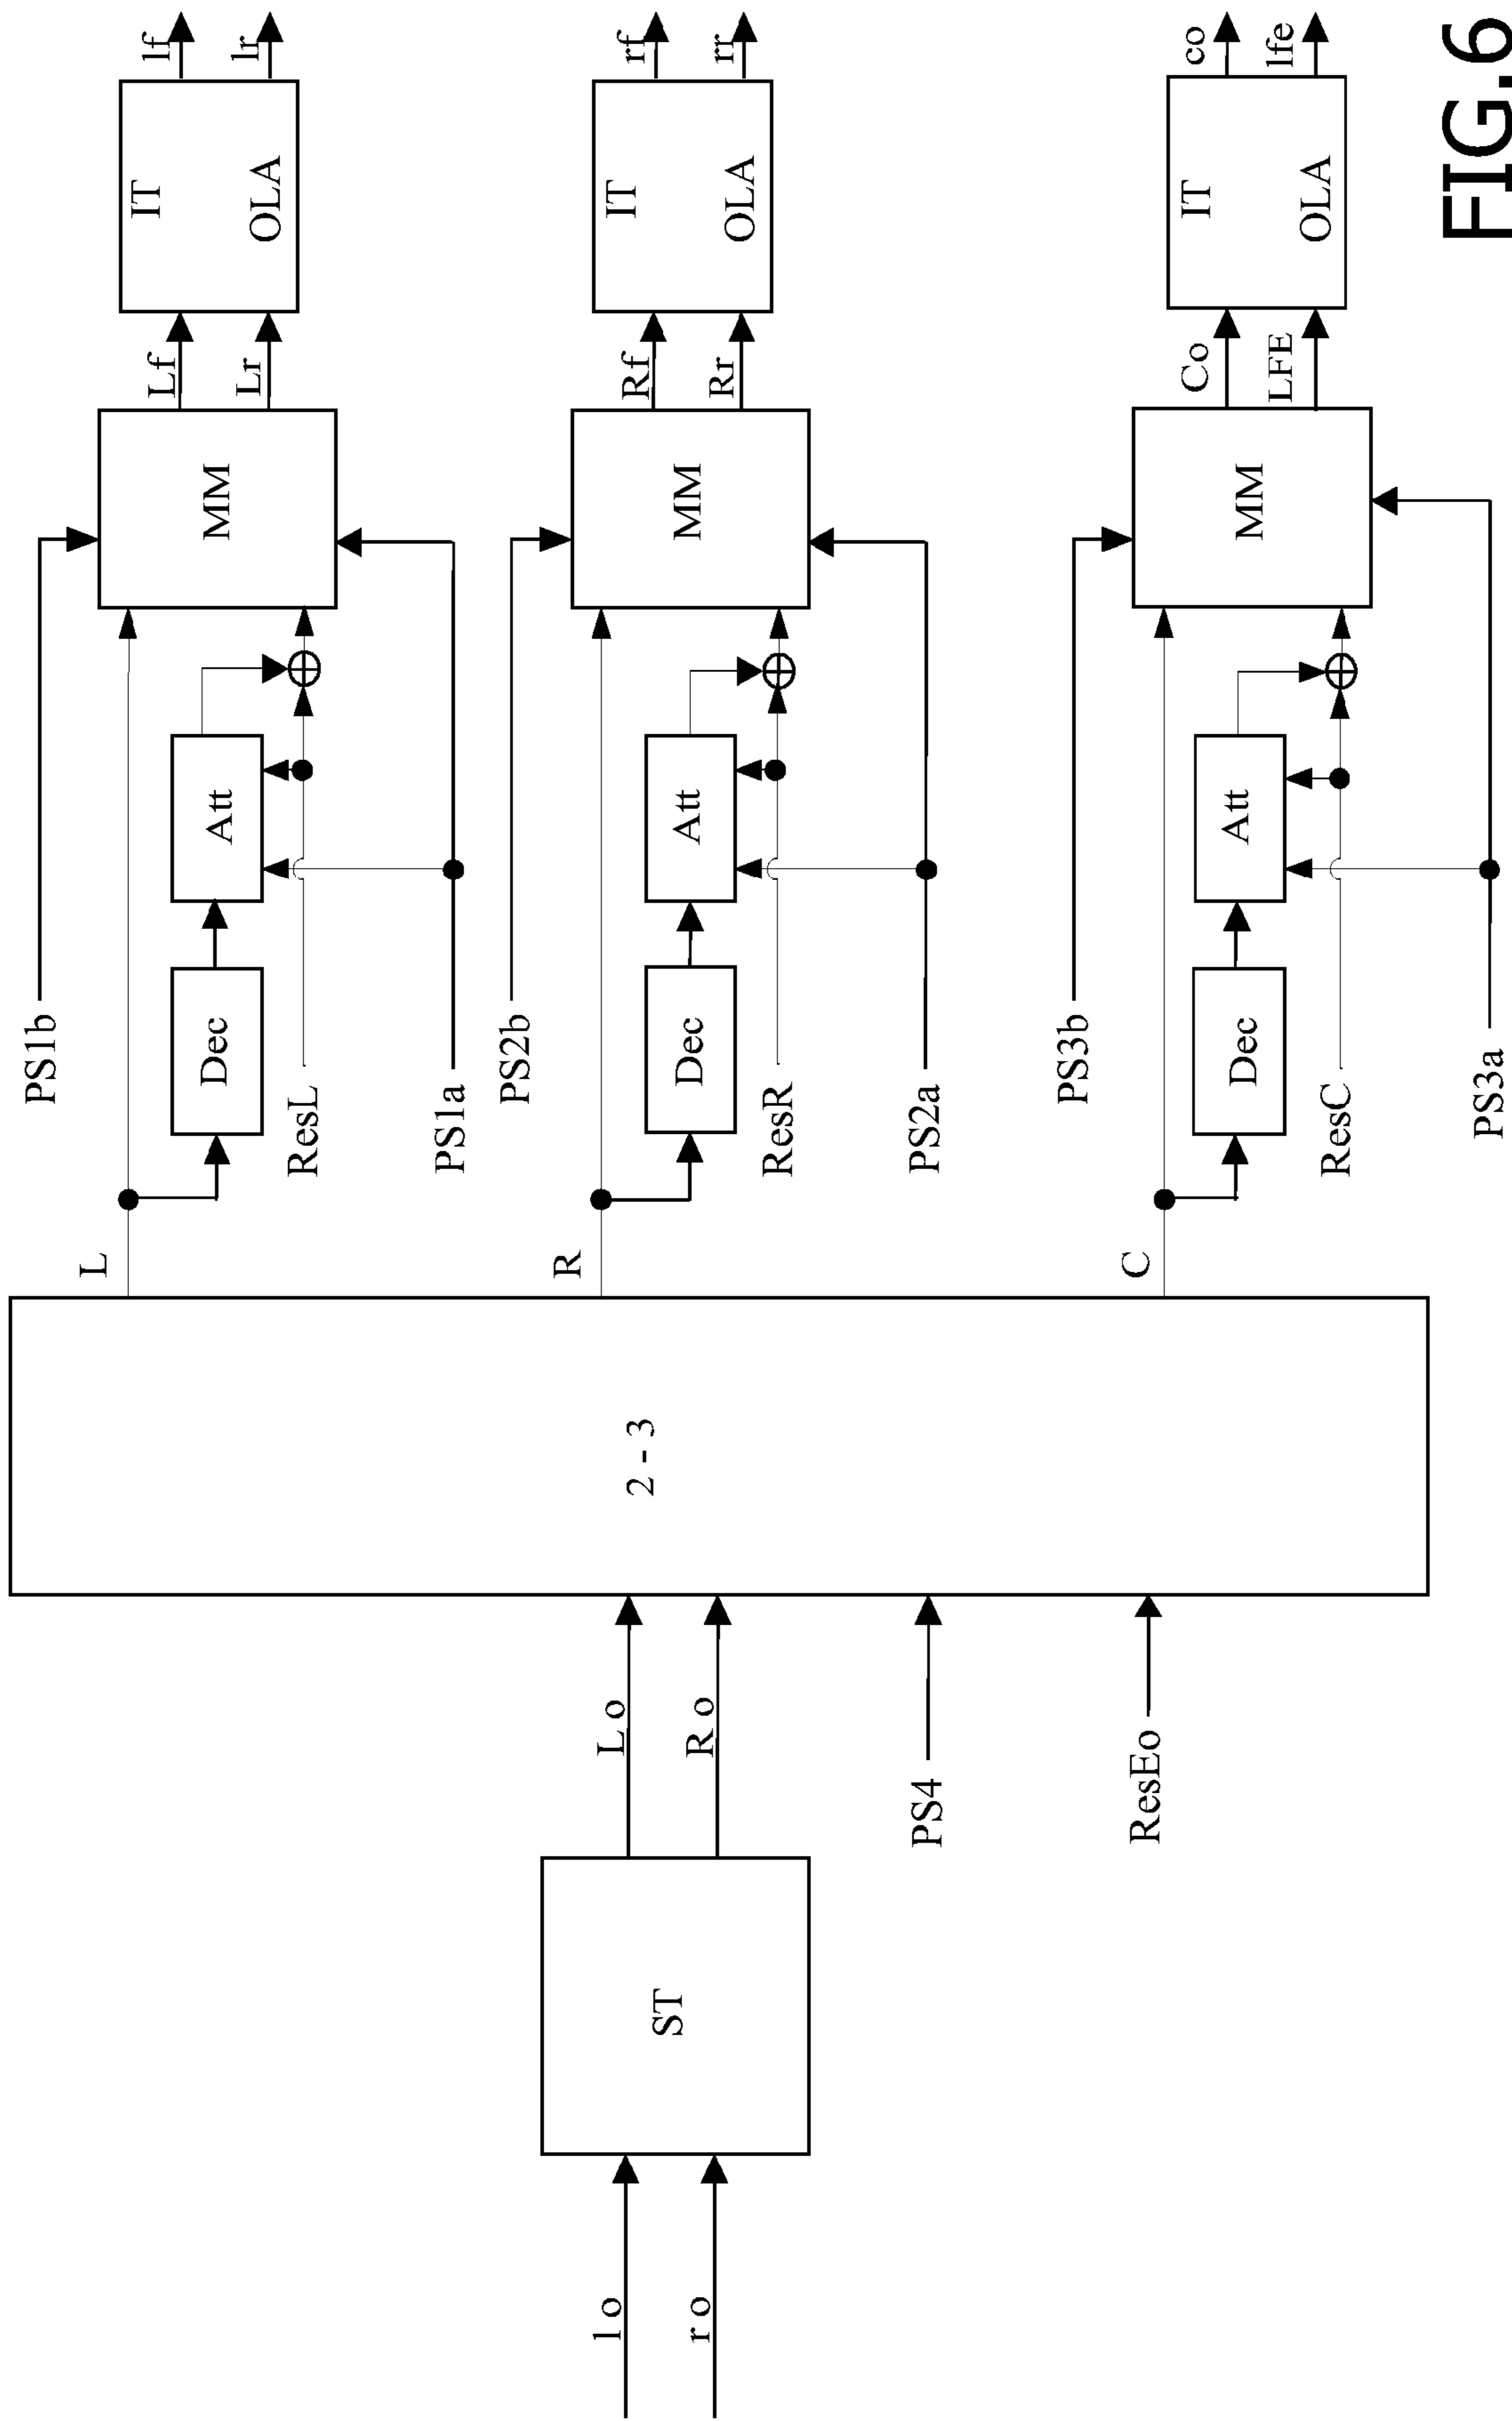 PS1b
L
Dec
Att
MM
Lf
Lr
IT
OLA
lf
lr
ResL
PS1a
PS2b
R
Dec
Att
MM
Rf
Rr
IT
OLA
rf
rr
ResR
PS2a
l o
r o
ST
L o
R o
2 - 3
PS4
ResEo
PS3b
C
Dec
Att
MM
Co
LFE
IT
OLA
co
lfe
ResC
PS3a
FIG.6